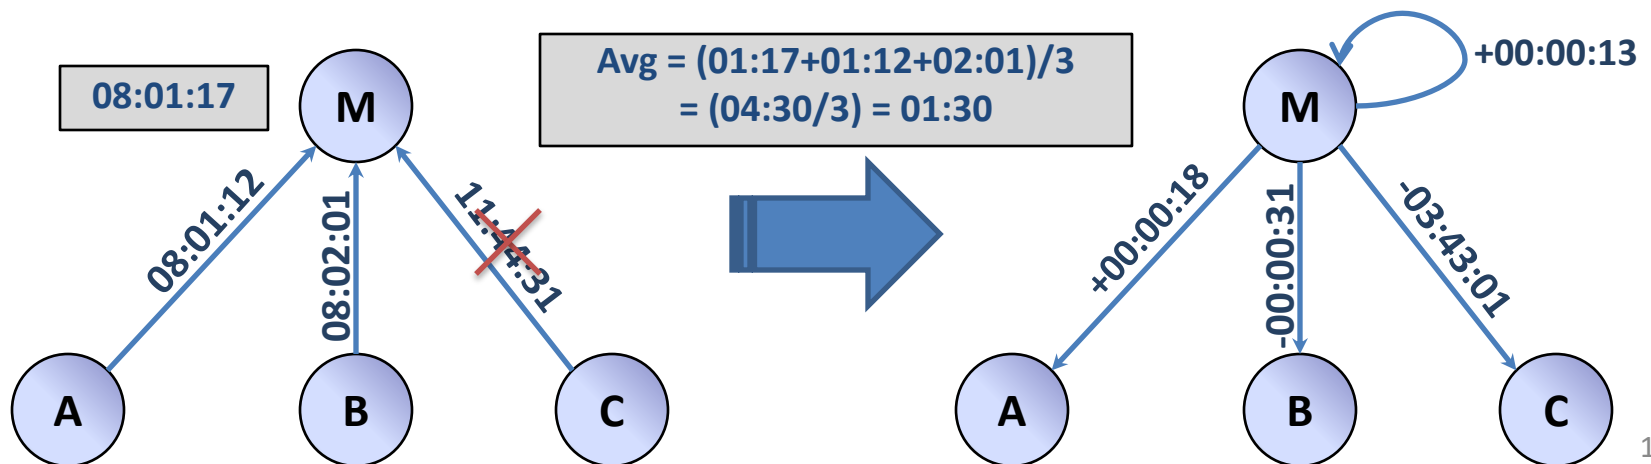 08:01:17
M
08:01:12
08:02:01
11:44:31
A
B
C
Avg = (01:17+01:12+02:01)/3
= (04:30/3) = 01:30
M
+00:00:13
+00:00:18
-00:00:31
-03:43:01
A
B
C
1